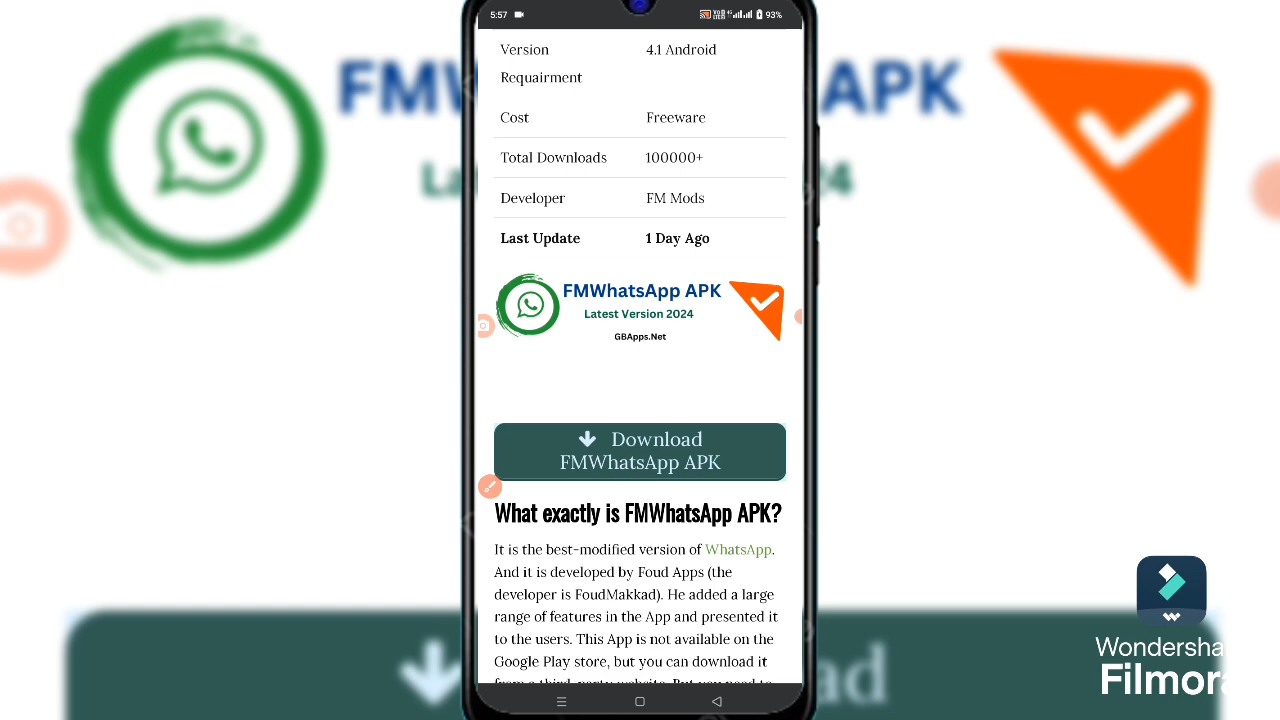 5:57
93%
Version
4.1 Android
Requairment
Cost
Freeware
Total Downloads
100000+
Developer
FM Mods
Last Update
1 Day Ago
FMWhatsApp APK
Latest Version 2024
GBApps.Net
Download
FMWhatsApp APK
What exactly is FMWhatsApp APK?
It is the best-modified version of WhatsApp.
And it is developed by Foud Apps (the
developer is FoudMakkad). He added a large
range of features in the App and presented it
to the users. This App is not available on the
Google Play store, but you can download it
APK
Wondersha
Filmora